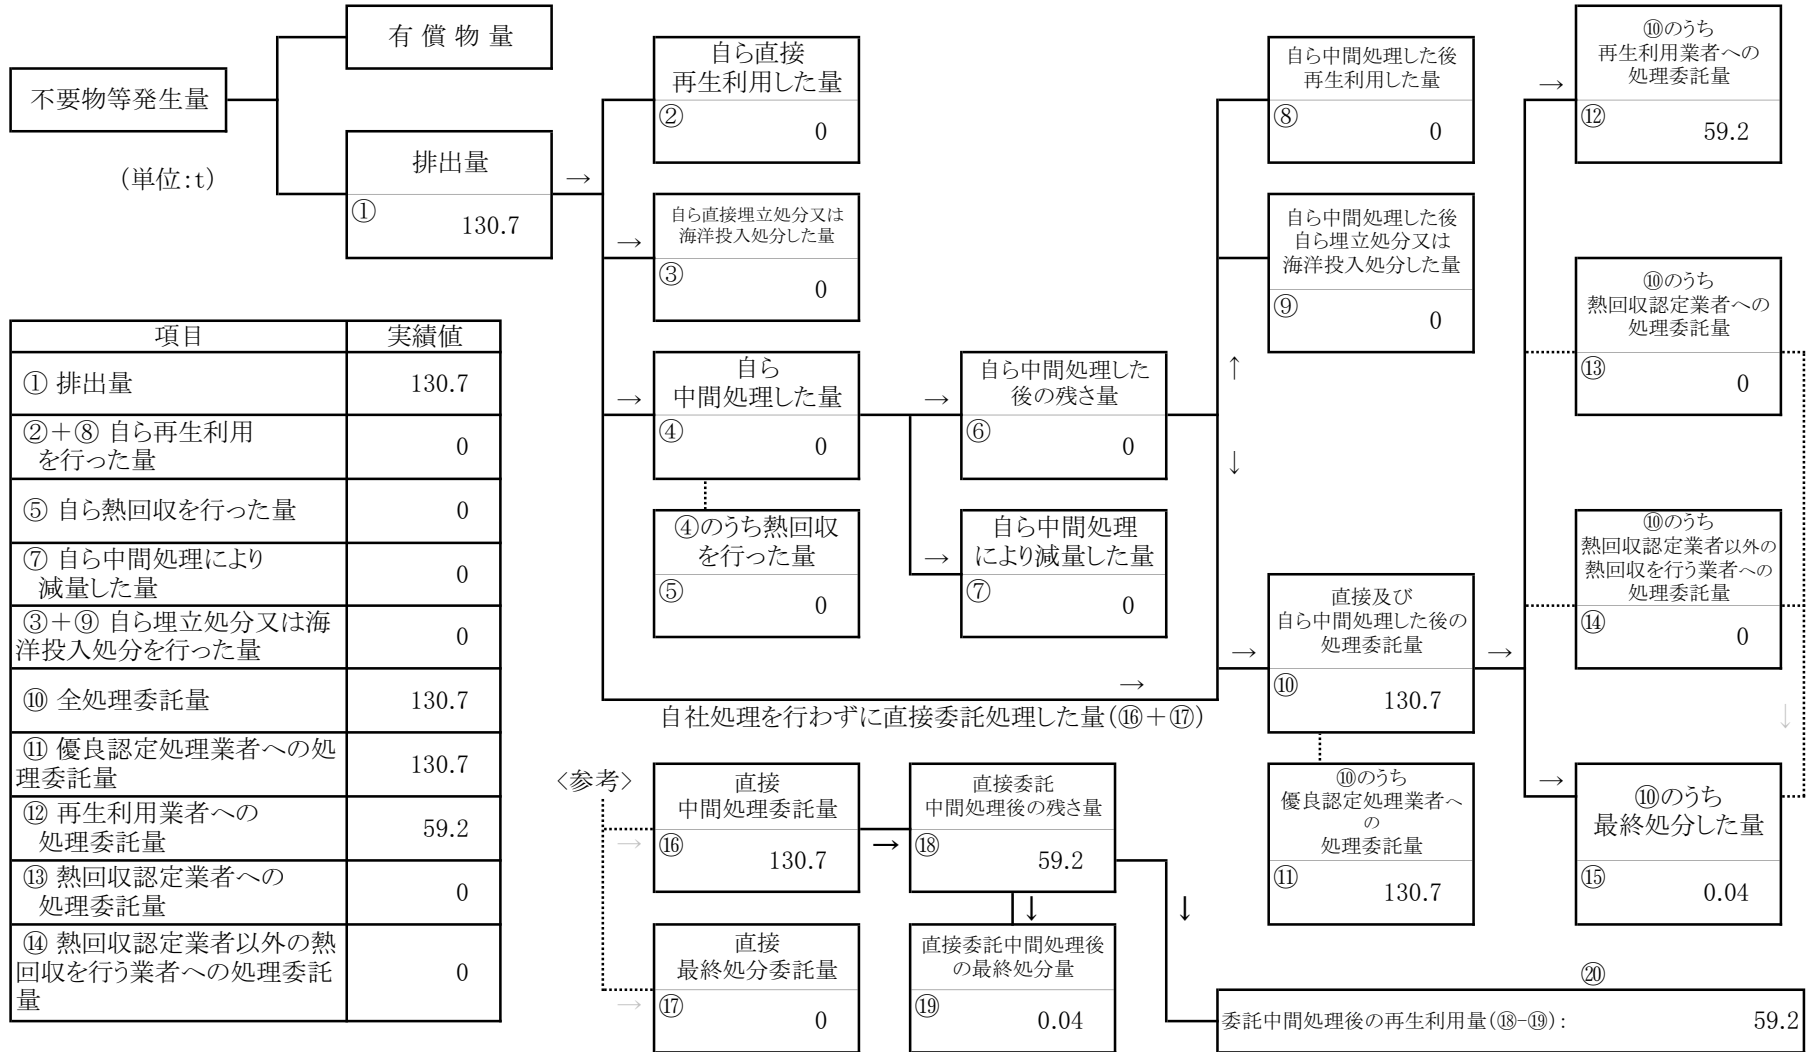 有 償 物 量
不要物等発生量
(単位:t)
排出量
→
①
130.7
自ら直接
再生利用した量
②
0
→
自ら直接埋立処分又は
海洋投入処分した量
③
0
→
自ら
中間処理した量
④
0
④のうち熱回収
を行った量
⑤
0
→
自ら中間処理した
後の残さ量
⑥
0
→
自ら中間処理
により減量した量
⑦
0
自ら中間処理した後
再生利用した量
⑧
0
自ら中間処理した後
自ら埋立処分又は
海洋投入処分した量
⑨
0
↑
↓
→
自社処理を行わずに直接委託処理した量(⑯+⑰)
→
直接及び
自ら中間処理した後の
処理委託量
⑩
130.7
⑩のうち
優良認定処理業者へ
の
処理委託量
⑪
130.7
→
→
⑩のうち
再生利用業者への
処理委託量
⑫
59.2
⑩のうち
熱回収認定業者への
処理委託量
⑬
0
⑩のうち
熱回収認定業者以外の
熱回収を行う業者への
処理委託量
⑭
0
↓
→
⑩のうち
最終処分した量
⑮
0.04
項目 実績値
① 排出量 130.7
②+⑧ 自ら再生利用
を行った量 0
⑤ 自ら熱回収を行った量 0
⑦ 自ら中間処理により
減量した量 0
③+⑨ 自ら埋立処分又は海
洋投入処分を行った量 0
⑩ 全処理委託量 130.7
⑪ 優良認定処理業者への処
理委託量 130.7
⑫ 再生利用業者への
処理委託量 59.2
⑬ 熱回収認定業者への
処理委託量 0
⑭ 熱回収認定業者以外の熱
回収を行う業者への処理委託
量 0
<参考>
→
直接
中間処理委託量
⑯
130.7
→
直接委託
中間処理後の残さ量
⑱
59.2
↓
↓
→
直接
最終処分委託量
⑰
0
直接委託中間処理後
の最終処分量
⑲
0.04
⑳
委託中間処理後の再生利用量(⑱-⑲): 59.2